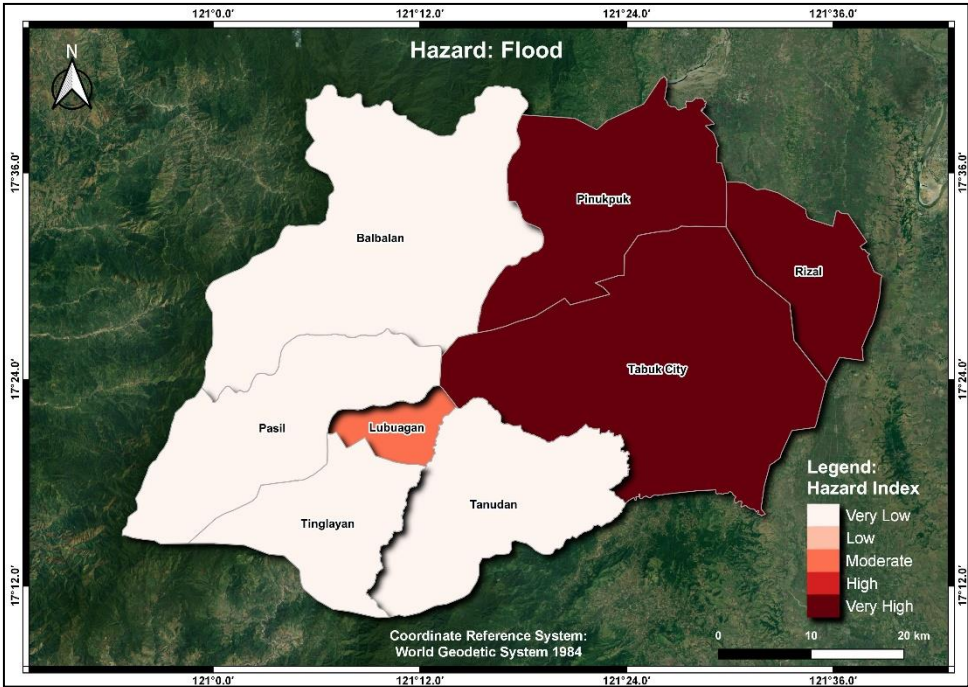 121°0.0'
121°12.0'
121°24.0'
121°36.0'
Hazard: Flood
N
17°36.0'
17°36.0'
Pinukpuk
Balbalan
Rizal
Tabuk City
17°24.0'
17°24.0'
Pasil
Lubuagan
Legend:
Hazard Index
Tanudan
Very Low
Tinglayan
Low
Moderate
High
17°12.0'
17°12.0'
Very High
Coordinate Reference System:
World Geodetic System 1984
0 10 20 km
121°0.0'
121°12.0'
121°24.0'
121°36.0'